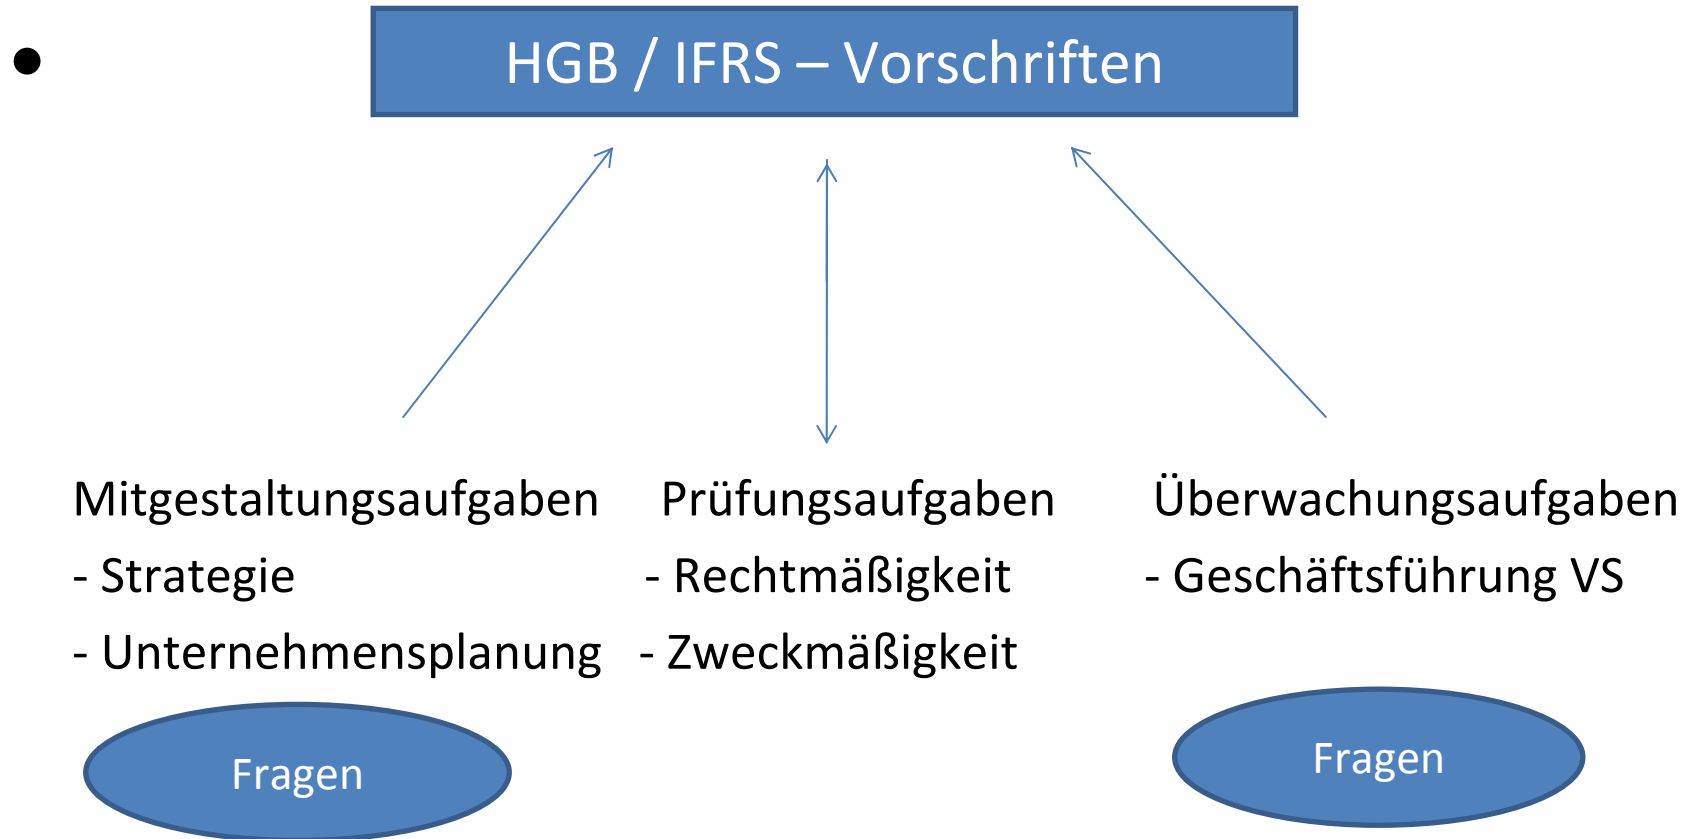 • HGB / IFRS – Vorschriften
Mitgestaltungsaufgaben Prüfungsaufgaben Überwachungsaufgaben
- Strategie - Rechtmäßigkeit - Geschäftsführung VS
- Unternehmensplanung - Zweckmäßigkeit
Fragen Fragen